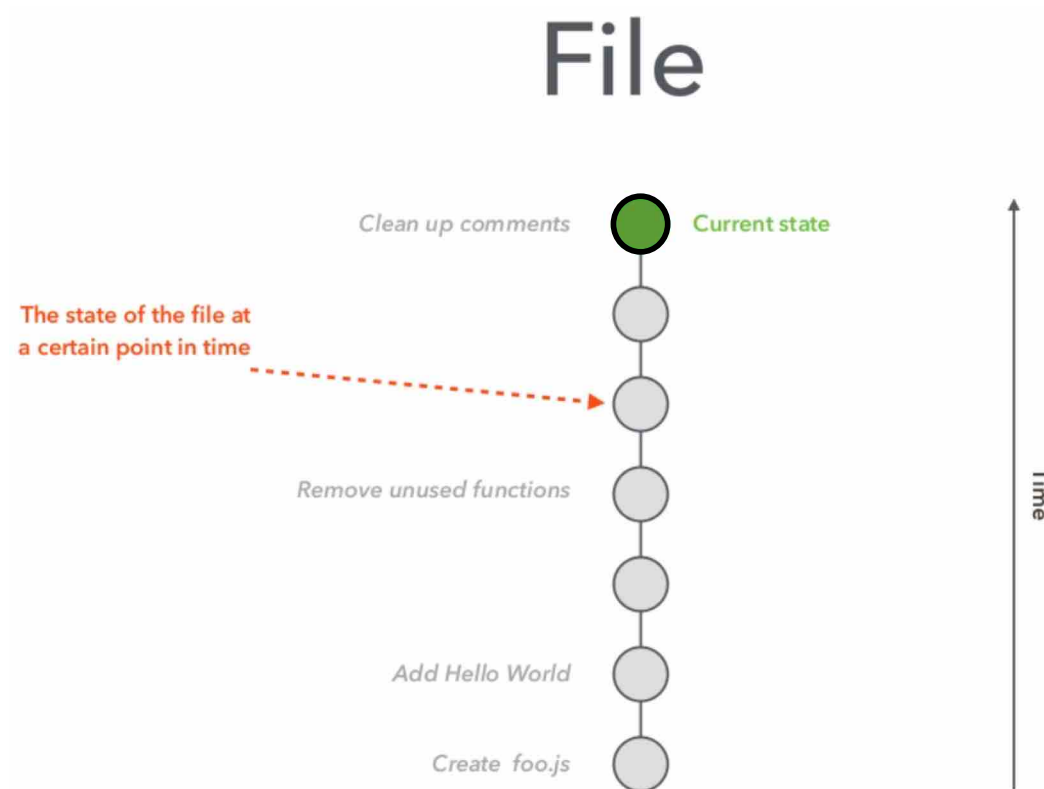 File
Clean up comments
Current state
The state of the file at
a certain point in time
Remove unused functions
Time
Add Hello World
Create foo.js